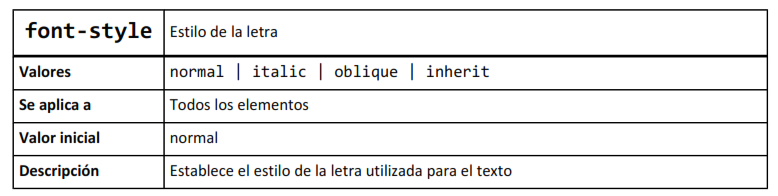 font-style Estilo de la letra
Valores normal | italic | oblique | inherit
Se aplica a Todos los elementos
Valor inicial normal
Descripción Establece el estilo de la letra utilizada para el texto